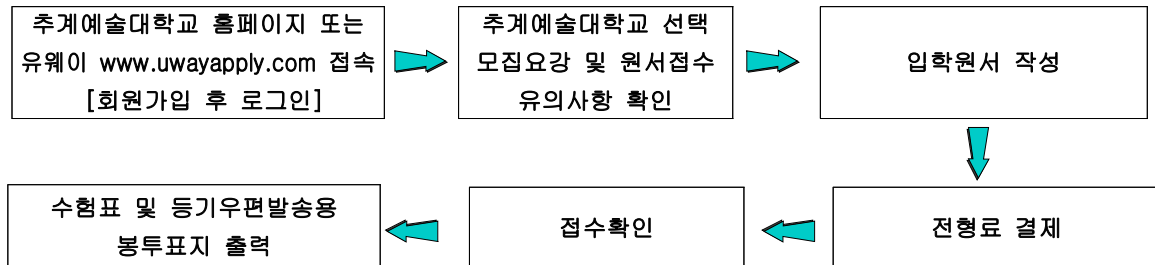 추계예술대학교 홈페이지 또는
유웨이 www.uwayapply.com 접속
[회원가입 후 로그인]
추계예술대학교 선택
모집요강 및 원서접수
유의사항 확인
입학원서 작성
전형료 결제
접수확인
수험표 및 등기우편발송용
봉투표지 출력